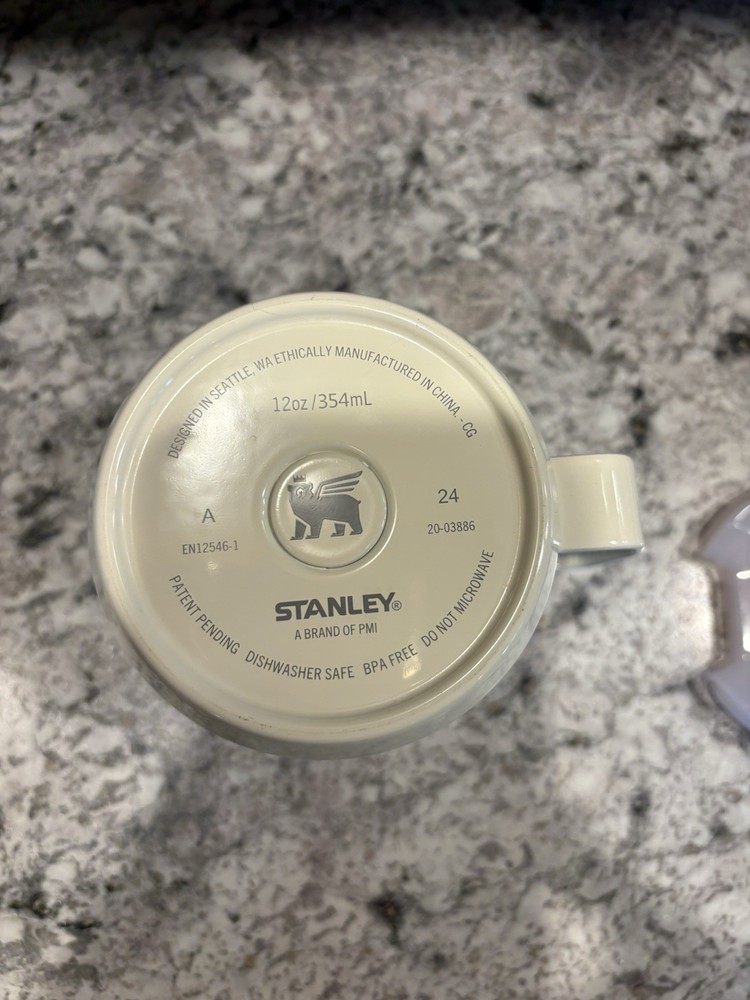 DESIGNED IN SEATTLE, WA ETHICALLY MANUFACTURED IN CHINA. - CG
12oz /354mL
A
EN12546-1
24
20-03886
STANLEY®
A BRAND OF PMI
PATENT PENDING DISHWASHER SAFE BPA FREE DO NOT MICROWAVE